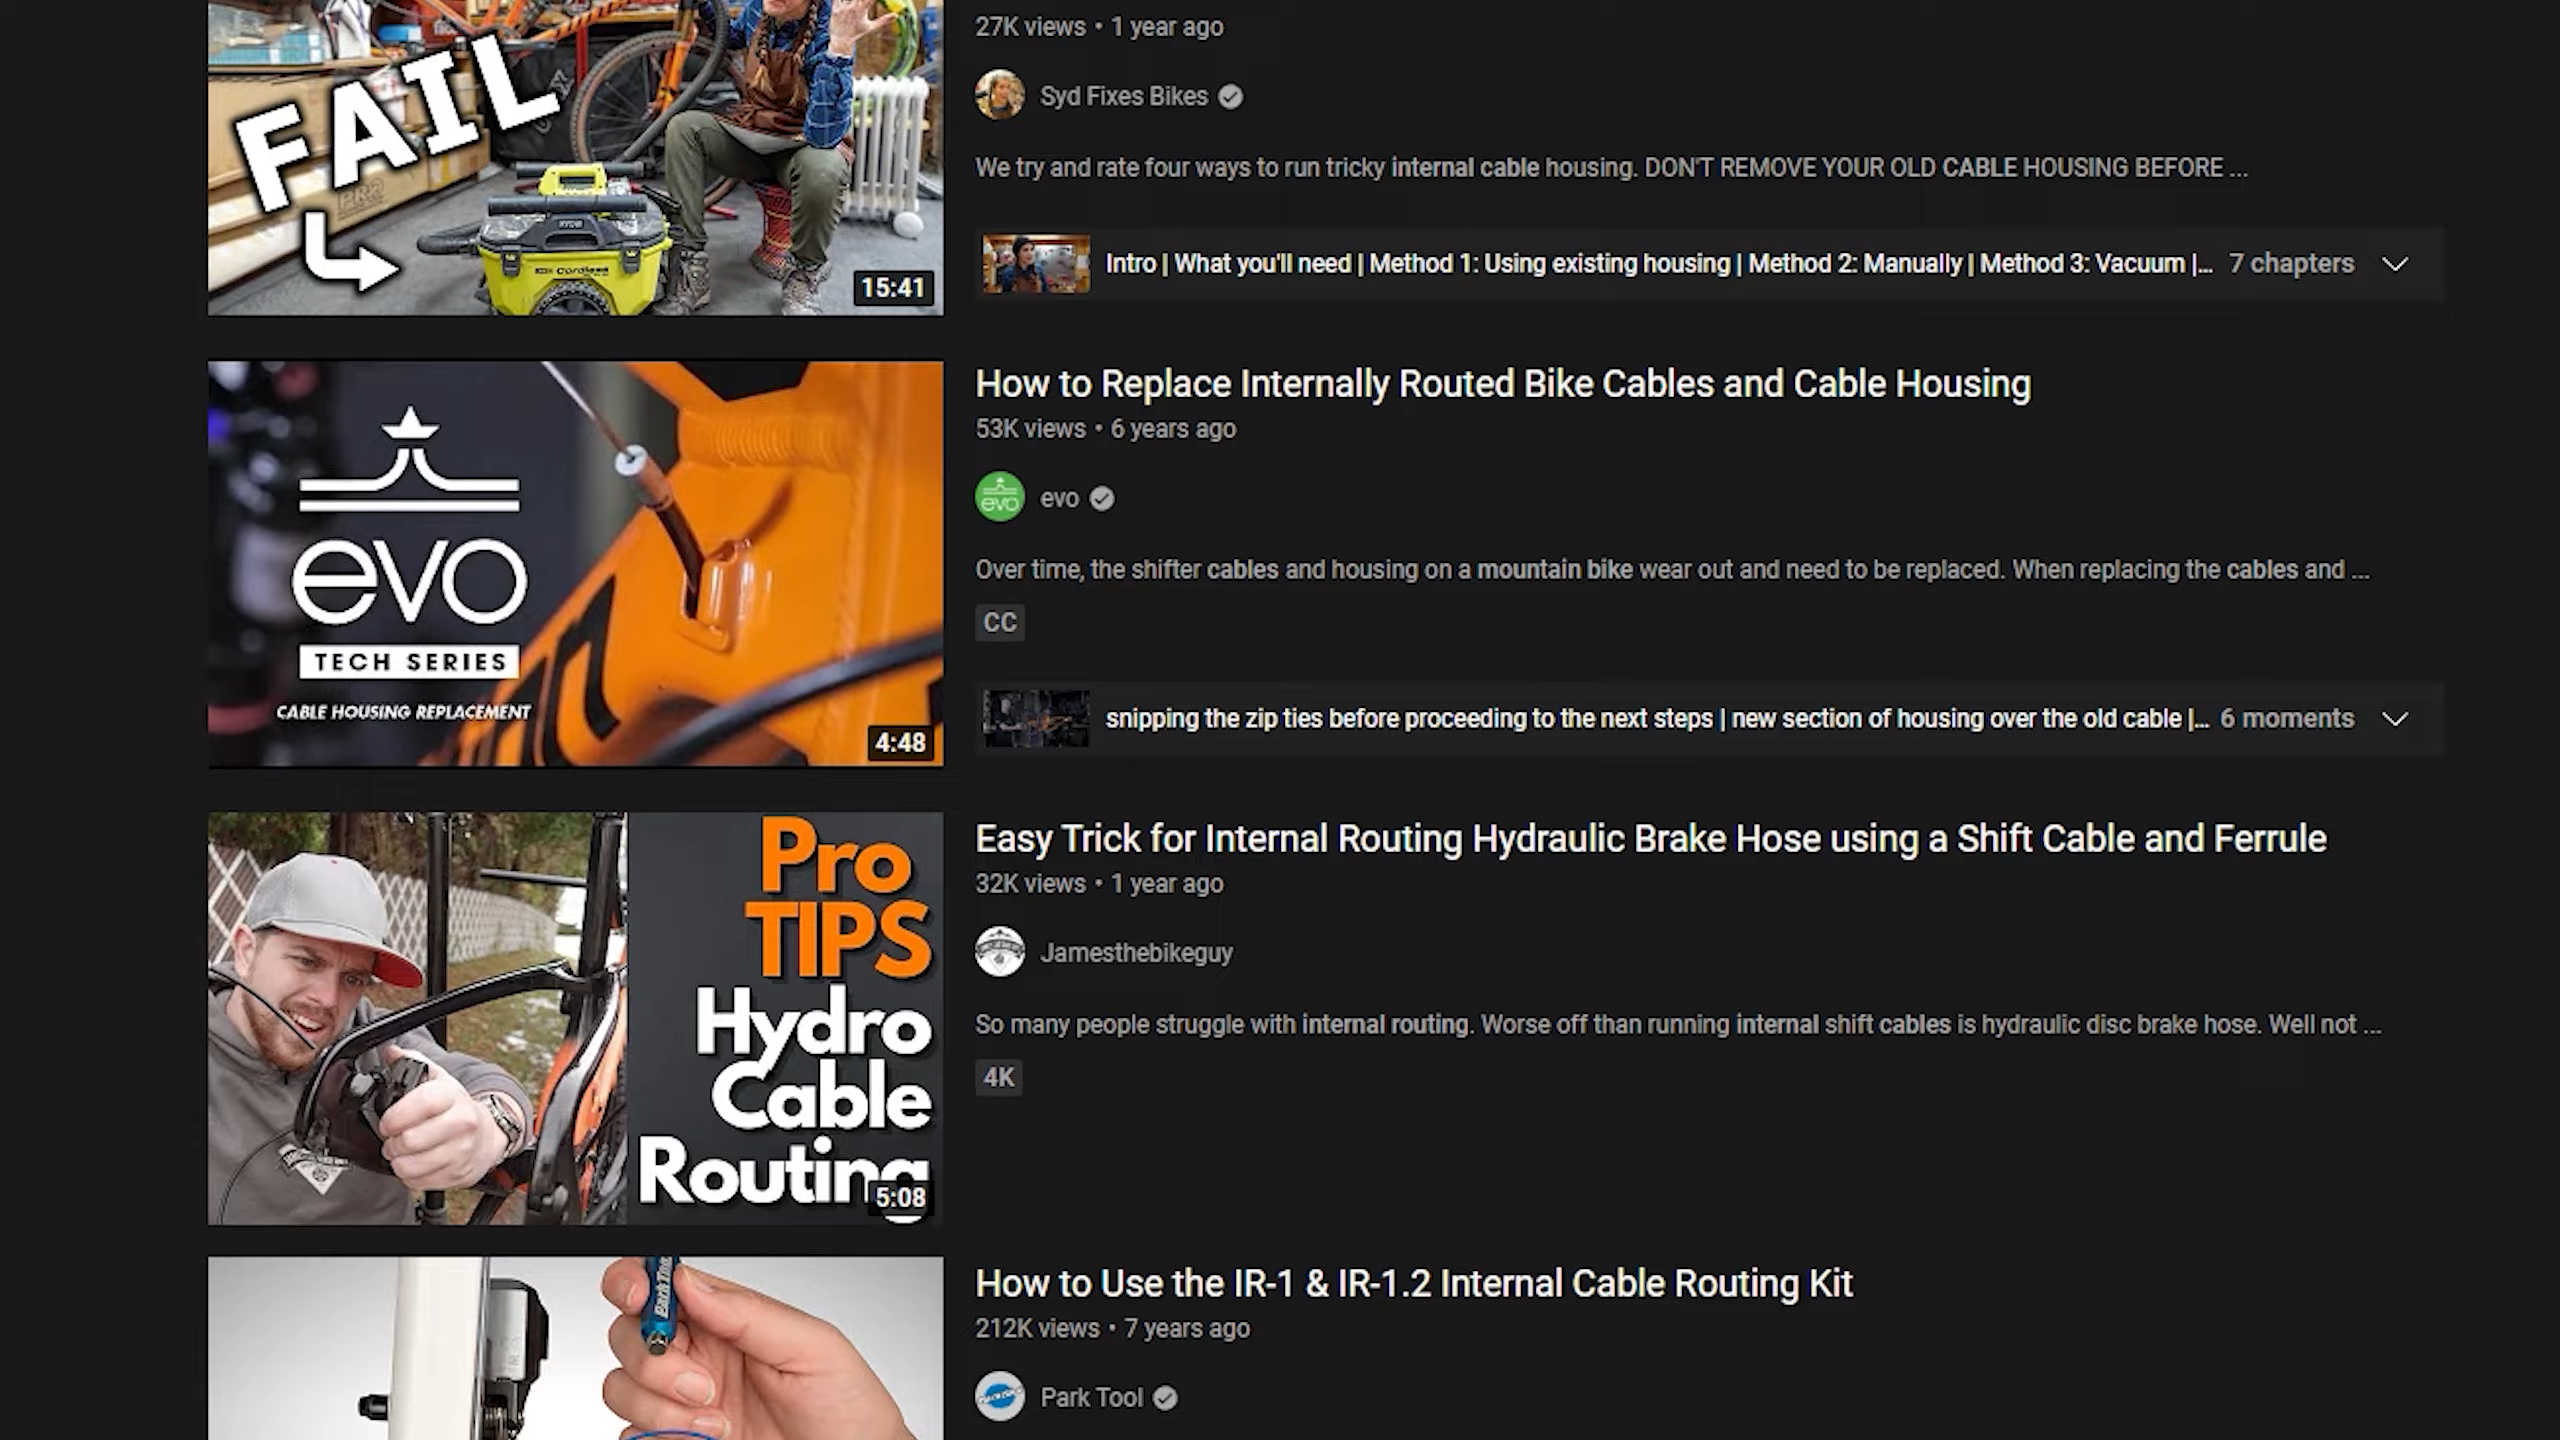 27K views • 1 year ago
FAIL
Syd Fixes Bikes
We try and rate four ways to run tricky internal cable housing. DON'T REMOVE YOUR OLD CABLE HOUSING BEFORE ...
PRO
Cordless
15:41
Intro | What you'll need | Method 1: Using existing housing | Method 2: Manually | Method 3: Vacuum |... 7 chapters
How to Replace Internally Routed Bike Cables and Cable Housing
53K views • 6 years ago
evo
evo
evo
TECH SERIES
CABLE HOUSING REPLACEMENT
4:48
Over time, the shifter cables and housing on a mountain bike wear out and need to be replaced. When replacing the cables and ...
CC
snipping the zip ties before proceeding to the next steps | new section of housing over the old cable |... 6 moments
Pro
TIPS
Hydro
Cable
Routing
5:08
Easy Trick for Internal Routing Hydraulic Brake Hose using a Shift Cable and Ferrule
32K views • 1 year ago
Jamesthebikeguy
So many people struggle with internal routing. Worse off than running internal shift cables is hydraulic disc brake hose. Well not ...
4K
How to Use the IR-1 & IR-1.2 Internal Cable Routing Kit
212K views • 7 years ago
Park Tool
Park Tool